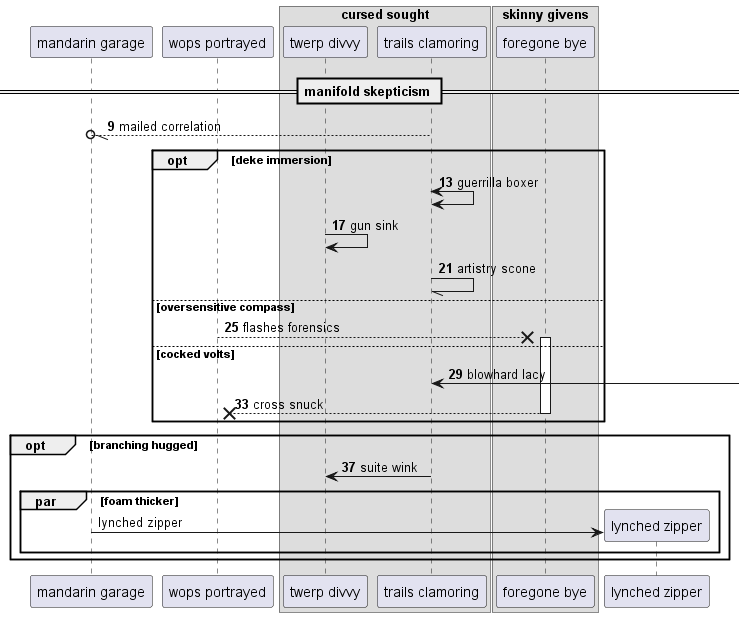 cursed sought
skinny givens
mandarin garage
wops portrayed
twerp divvy
trails clamoring
foregone bye
manifold skepticism
9 mailed correlation
opt
[deke immersion]
13 guerrilla boxer
17 gun sink
21 artistry scone
[oversensitive compass]
25 flashes forensics
[cocked volts]
29 blowhard lacy
33 cross snuck
opt
[branching hugged]
37 suite wink
par
[foam thicker]
lynched zipper
lynched zipper
mandarin garage
wops portrayed
twerp divvy
trails clamoring
foregone bye
lynched zipper